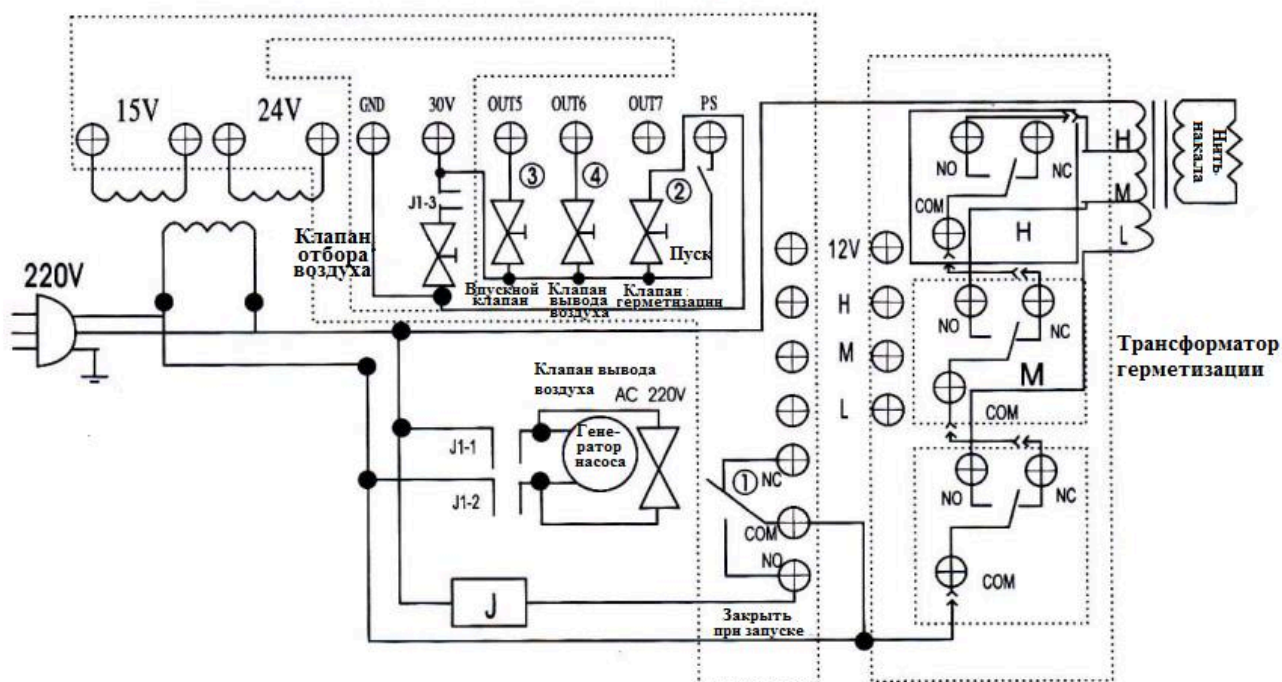 15V
24V
GND
30V
OUT5
OUT6
OUT7
PS
③
④
②
J1-3
Клапан
отбора
воздуха
Пуск
Впускной
клапан
Клапан
вывода
воздуха
Клапан
герметизации
220V
12V
H
M
L
NO
NC
COM
H
H
M
L
Нить
накала
NO
NC
COM
M
Трансформатор
герметизации
NO
NC
COM
Клапан вывода
воздуха
AC 220V
Гене-
ратор
насоса
J1-1
J1-2
①
NC
COM
NO
J
Закрыть
при запуске